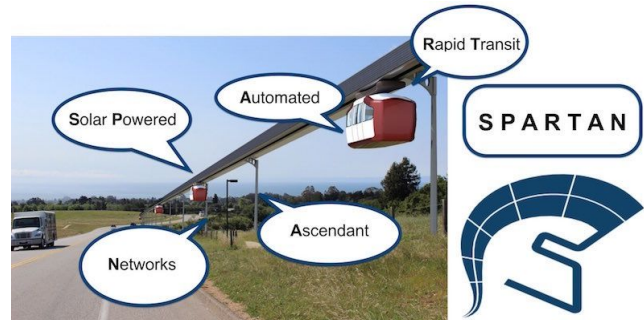 Rapid Transit
Automated
Solar Powered
SPARTAN
Ascendant
Networks